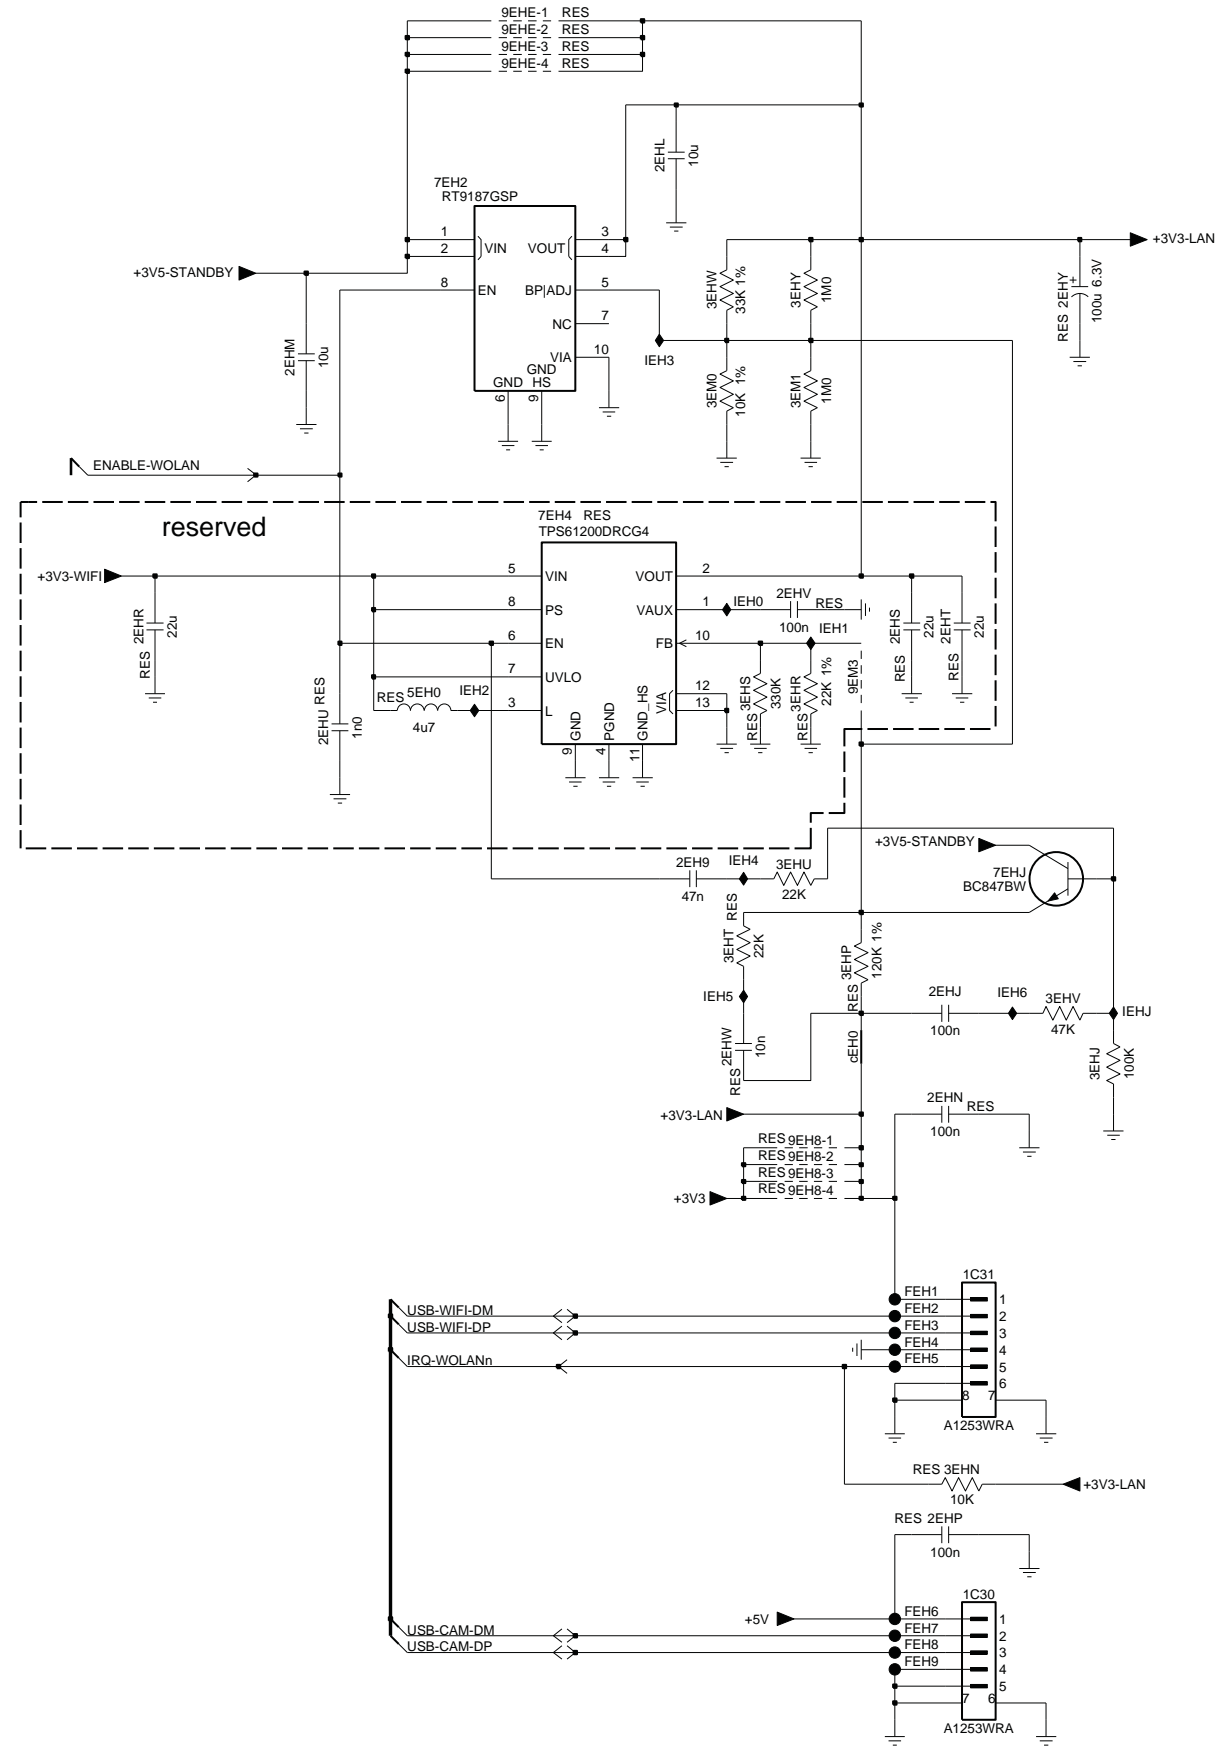 9EHE-1 RES
9EHE-2 RES
9EHE-3 RES
9EHE-4 RES
2EHL
10u
7EH2
RT9187GSP
1
2
VIN
VOUT
3
4
+3V5-STANDBY
8
EN
BP|ADJ
5
NC
7
VIA
10
GND
GND HS
6
9
2EHM
10u
IEH3
3EHW
33K 1%
3EHY
1M0
3EM0
10K 1%
3EM1
1M0
+3V3-LAN
RES 2EHY
+
100u 6.3V
ENABLE-WOLAN
reserved
7EH4 RES
TPS61200DRCG4
+3V3-WIFI
5
VIN
VOUT
2
8
PS
VAUX
1
IEH0
2EHV
RES
100n
6
EN
FB
10
IEH1
7
UVLO
12
13
VIA
RES 5EH0
4u7
IEH2
3
L
GND
PGND
GND_HS
9
4
11
RES 2EHR
22u
2EHU RES
1n0
RES 3EHS
330K
RES 3EHR
22K 1%
9EM3
RES 2EHS
22u
RES 2EHT
22u
+3V5-STANDBY
7EHJ
BC847BW
2EH9
47n
IEH4
3EHU
22K
3EHT RES
22K
RES 3EHP
120K 1%
IEH5
RES 2EHW
10n
cEH0
2EHJ
100n
IEH6
3EHV
47K
IEHJ
3EHJ
100K
+3V3-LAN
2EHN
RES
100n
RES 9EH8-1
RES 9EH8-2
RES 9EH8-3
RES 9EH8-4
+3V3
1C31
USB-WIFI-DM
USB-WIFI-DP
IRQ-WOLANn
FEH1
FEH2
FEH3
FEH4
FEH5
1
2
3
4
5
6
8 7
A1253WRA
RES 3EHN
10K
+3V3-LAN
RES 2EHP
100n
1C30
+5V
USB-CAM-DM
USB-CAM-DP
FEH6
FEH7
FEH8
FEH9
1
2
3
4
5
7 6
A1253WRA